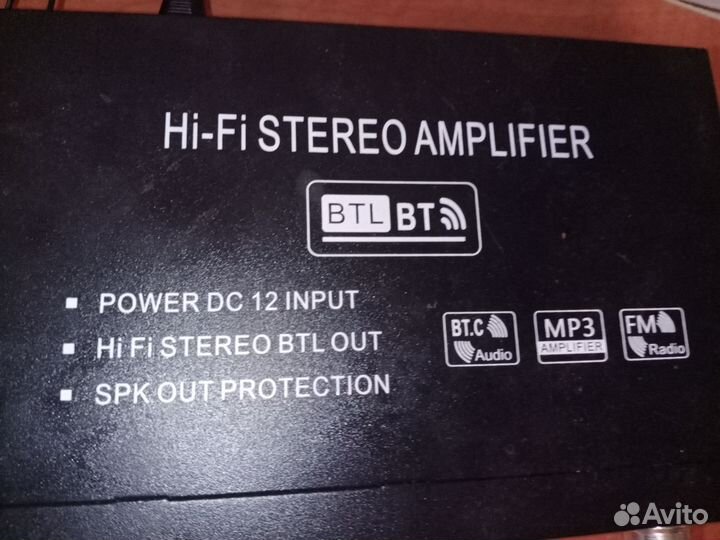 Hi-Fi STEREO AMPLIFIER
BTL BT
▪ POWER DC 12 INPUT
▪ Hi Fi STEREO BTL OUT
▪ SPK OUT PROTECTION
BT.C Audio
MP3 AMPLIFIER
FM Radio
Avito